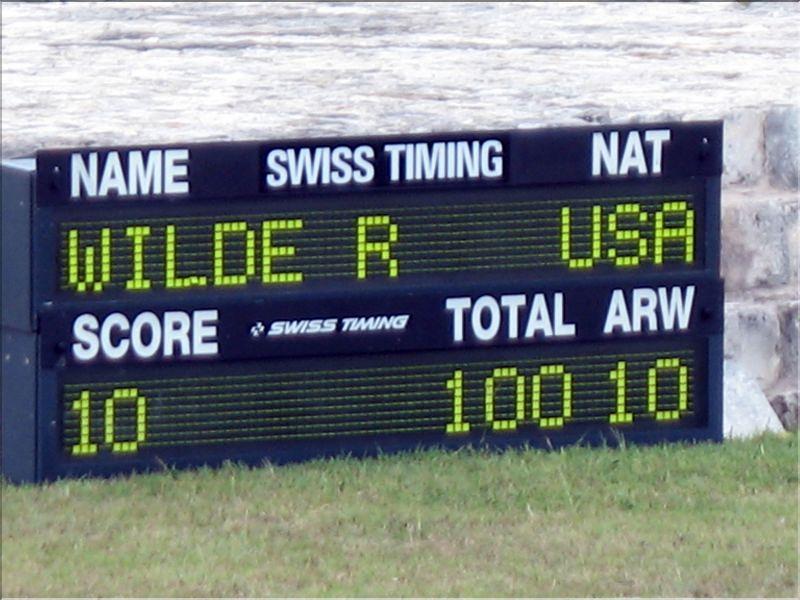 NAME SWISS TIMING NAT
WILDE R USA
SCORE SWISS TIMING TOTAL ARW
10 100 10